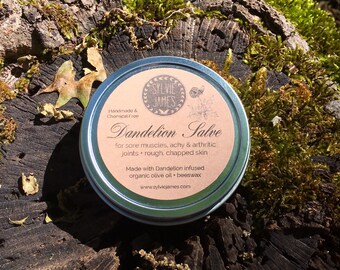 SYLVIE
JAMES
Handmade &
Chemical Free
Dandelion Salve
for sore muscles, achy & arthritic
joints + rough, chapped skin
Made with Dandelion infused
organic olive oil + beeswax.
www.sylviejames.com